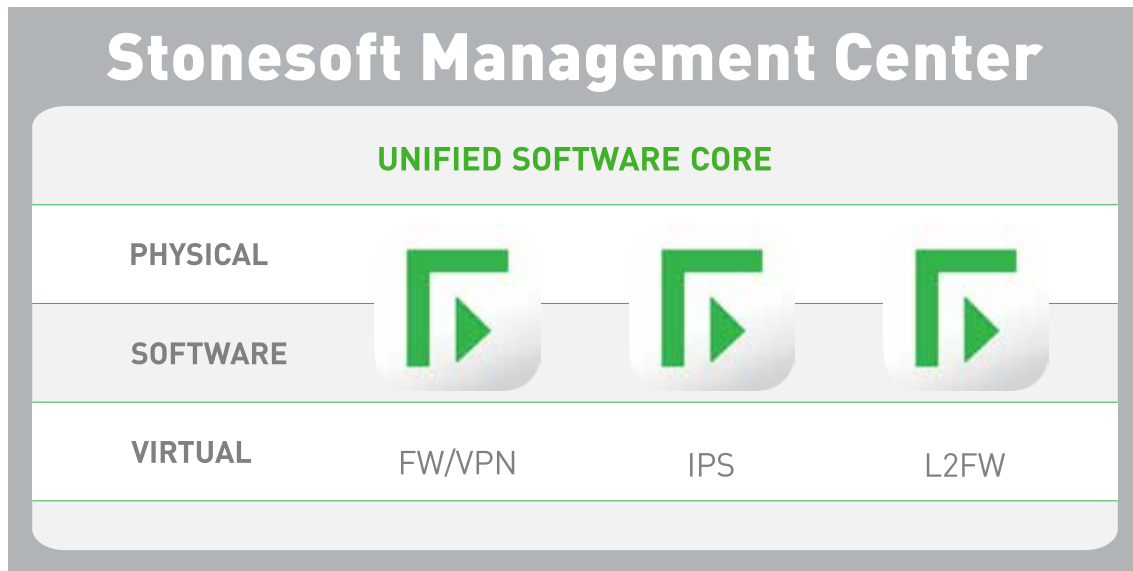 Stonesoft Management Center
UNIFIED SOFTWARE CORE
PHYSICAL
SOFTWARE
VIRTUAL
FW/VPN
IPS
L2FW